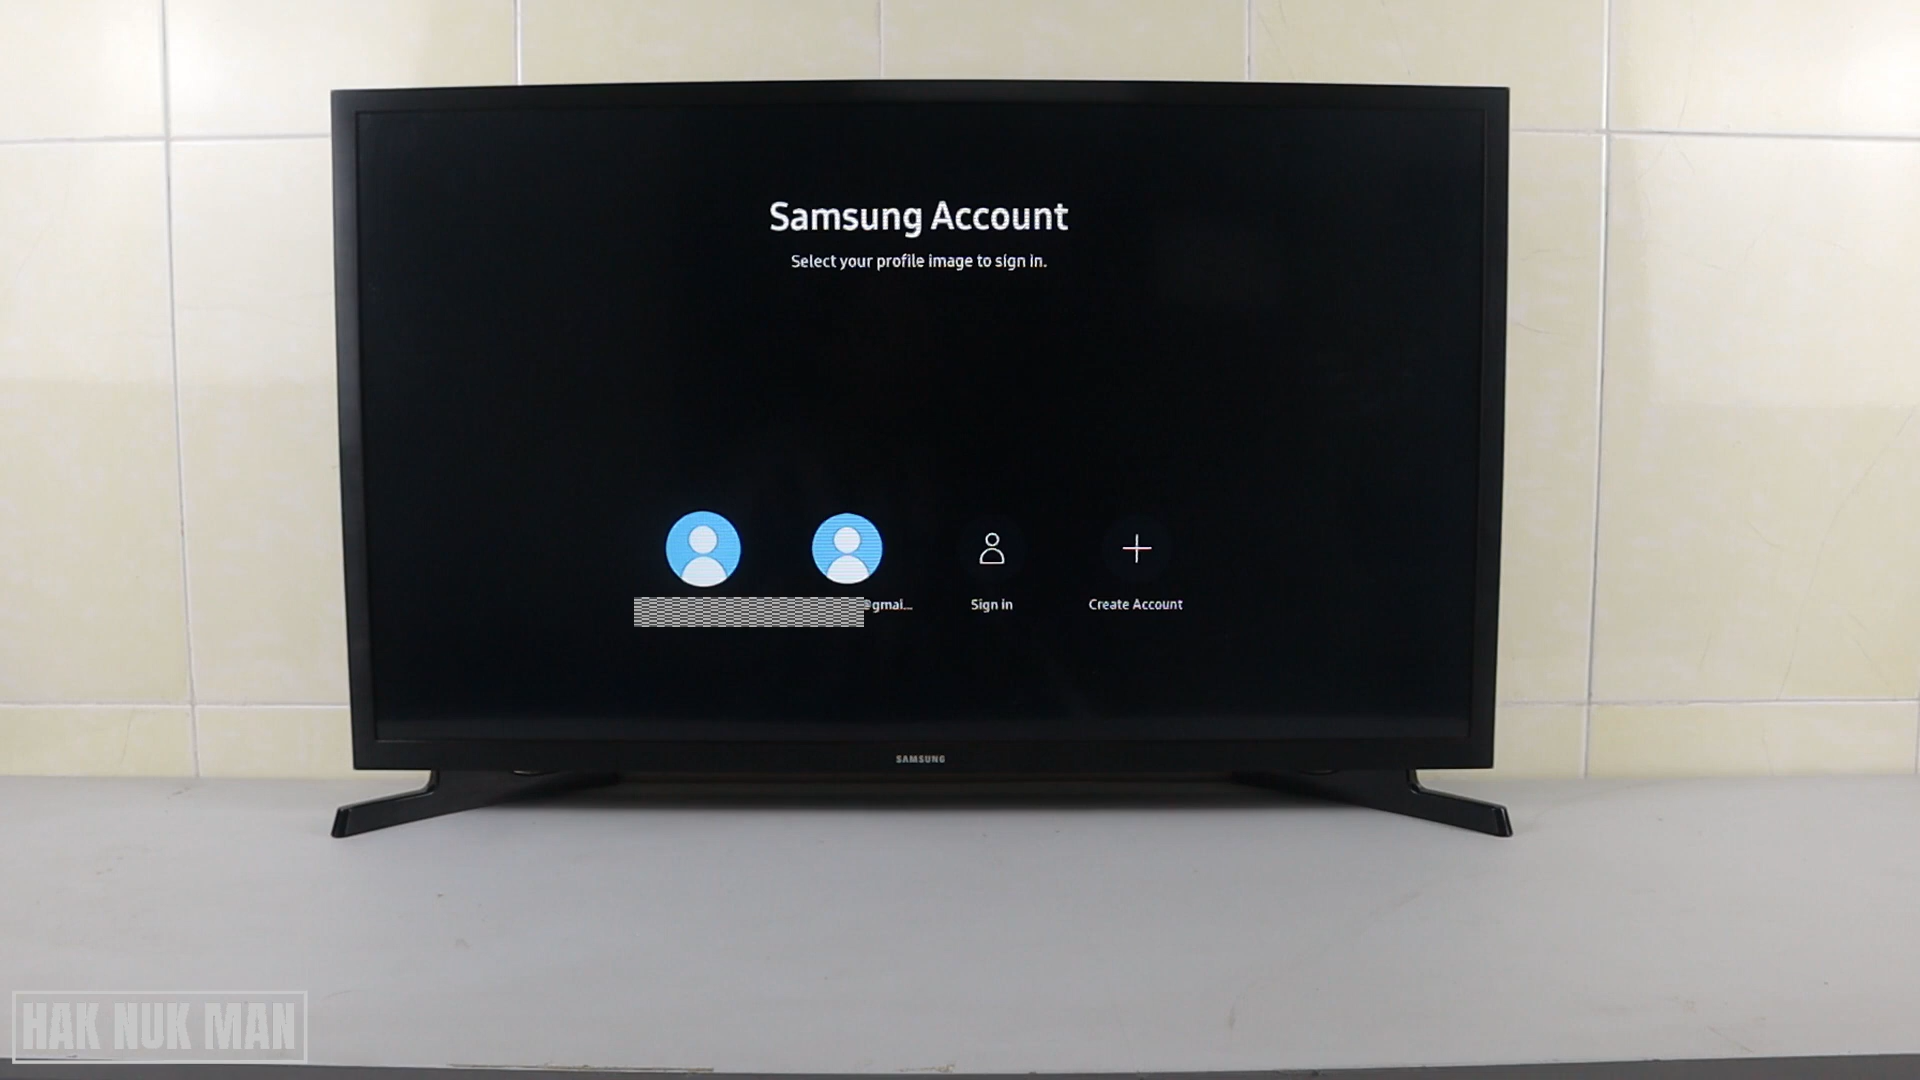 Samsung Account
Select your profile image to sign in.
@gmai...
Sign in
Create Account
SAMSUNG
HAK NUK MAN